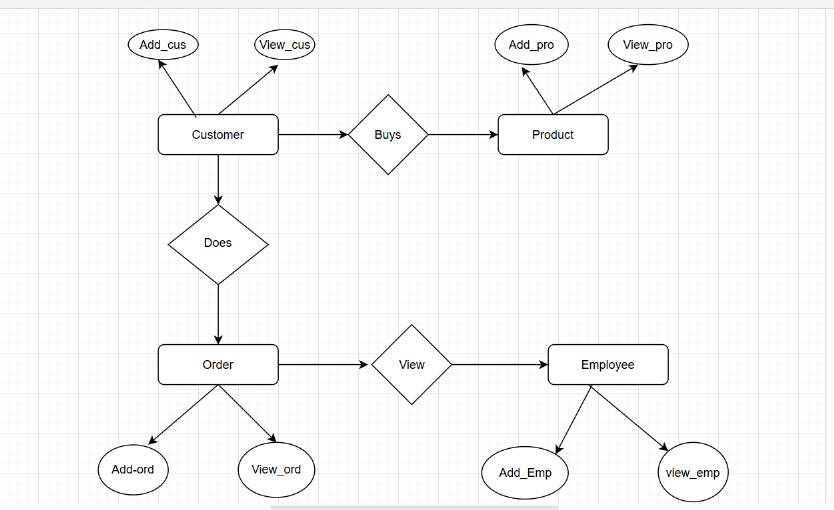 Add_cus
View_cus
Add_pro
View_pro
Customer
Buys
Product
Does
Order
View
Employee
Add-ord
View_ord
Add_Emp
view_emp